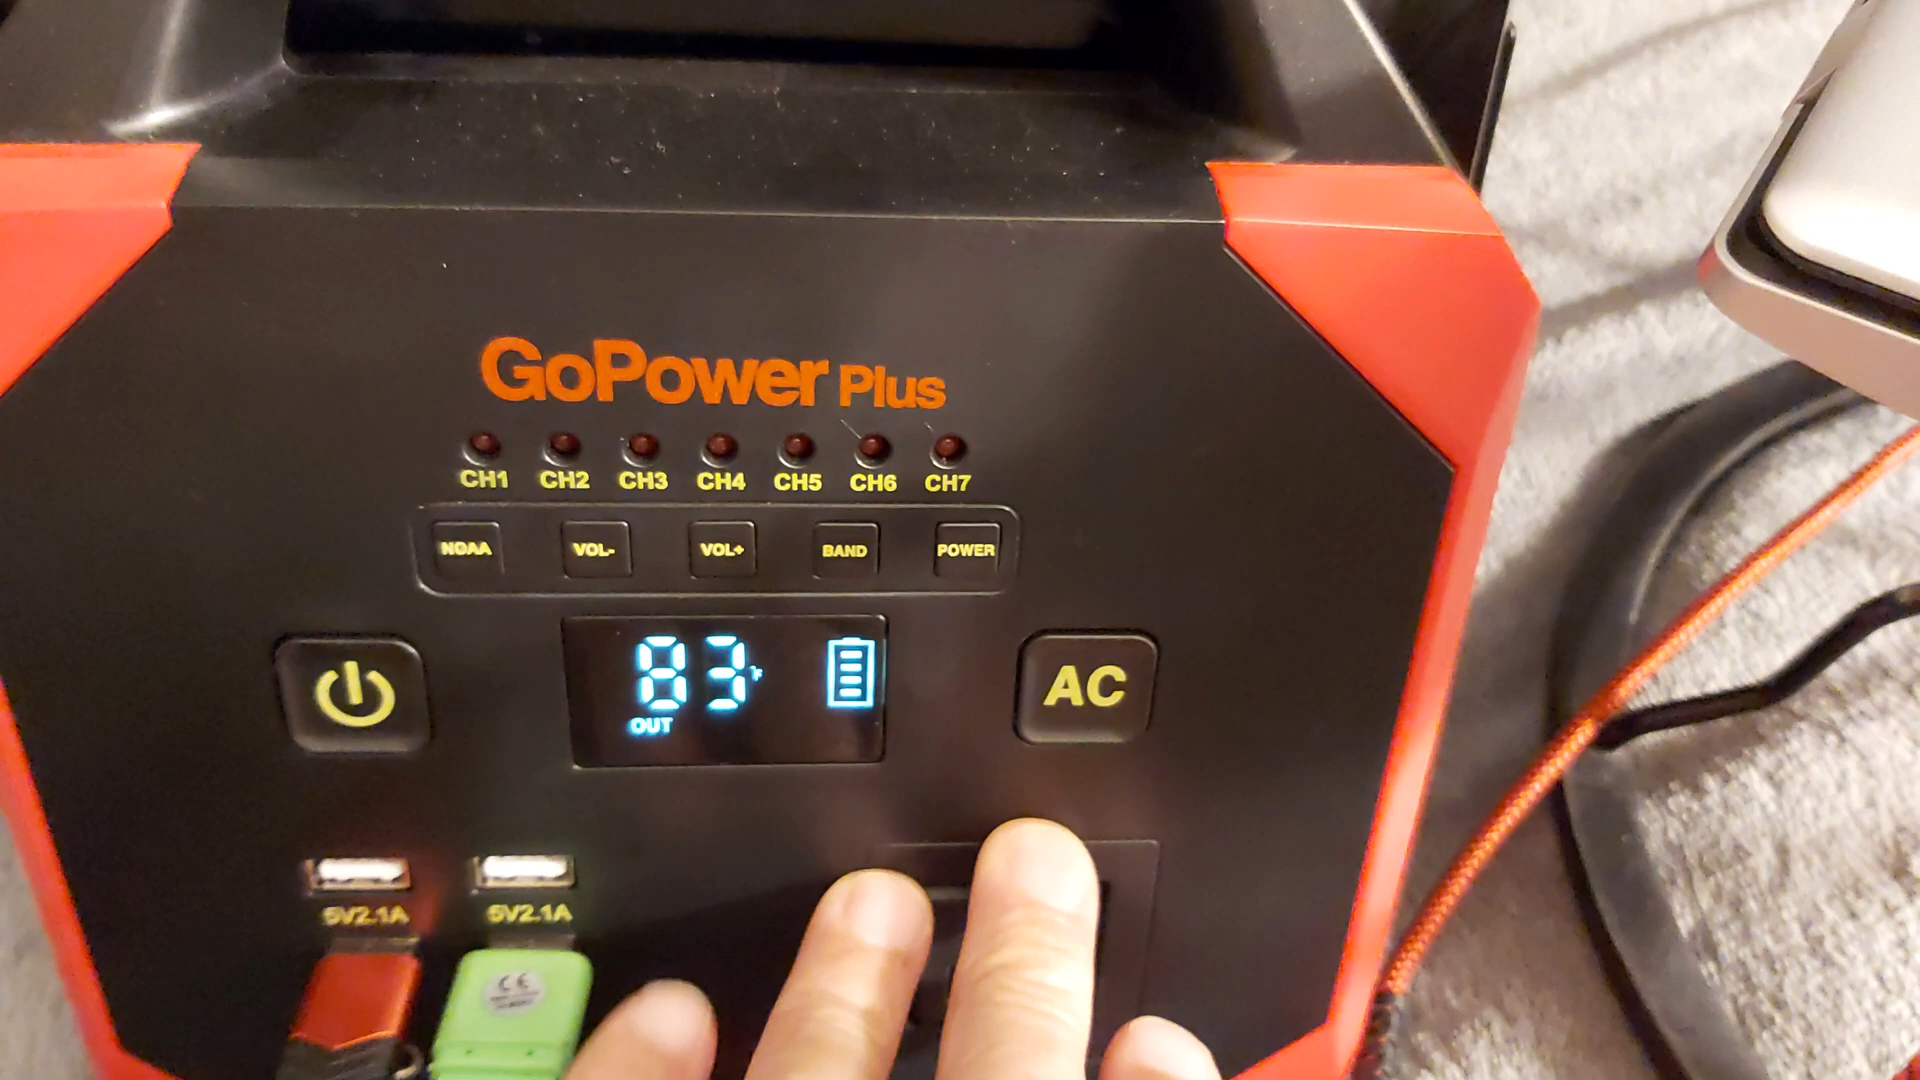 GoPower Plus
CH1 CH2 CH3 CH4 CH5 CH6 CH7
NOAA VOL- VOL+ BAND POWER
83°F
OUT
AC
5V2.1A 5V2.1A
CE